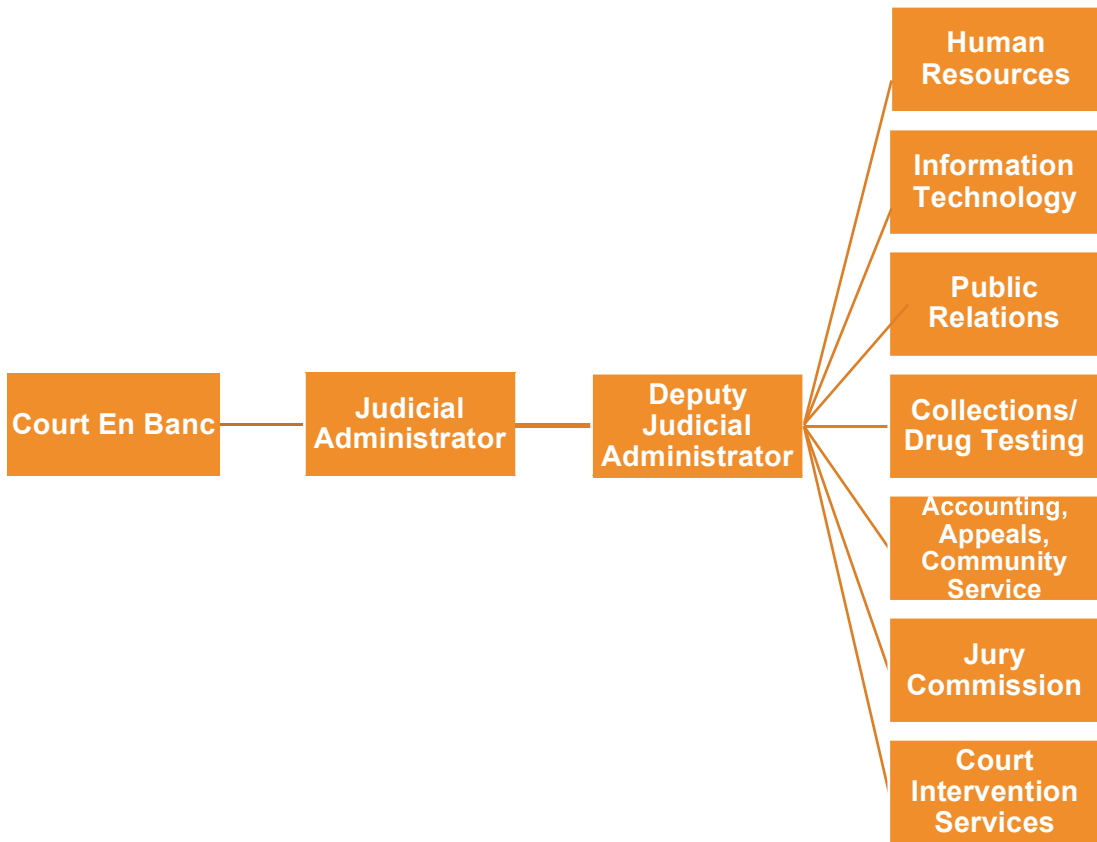 Human
Resources
Information
Technology
Public
Relations
Court En Banc
Judicial
Administrator
Deputy
Judicial
Administrator
Collections/
Drug Testing
Accounting,
Appeals,
Community
Service
Jury
Commission
Court
Intervention
Services